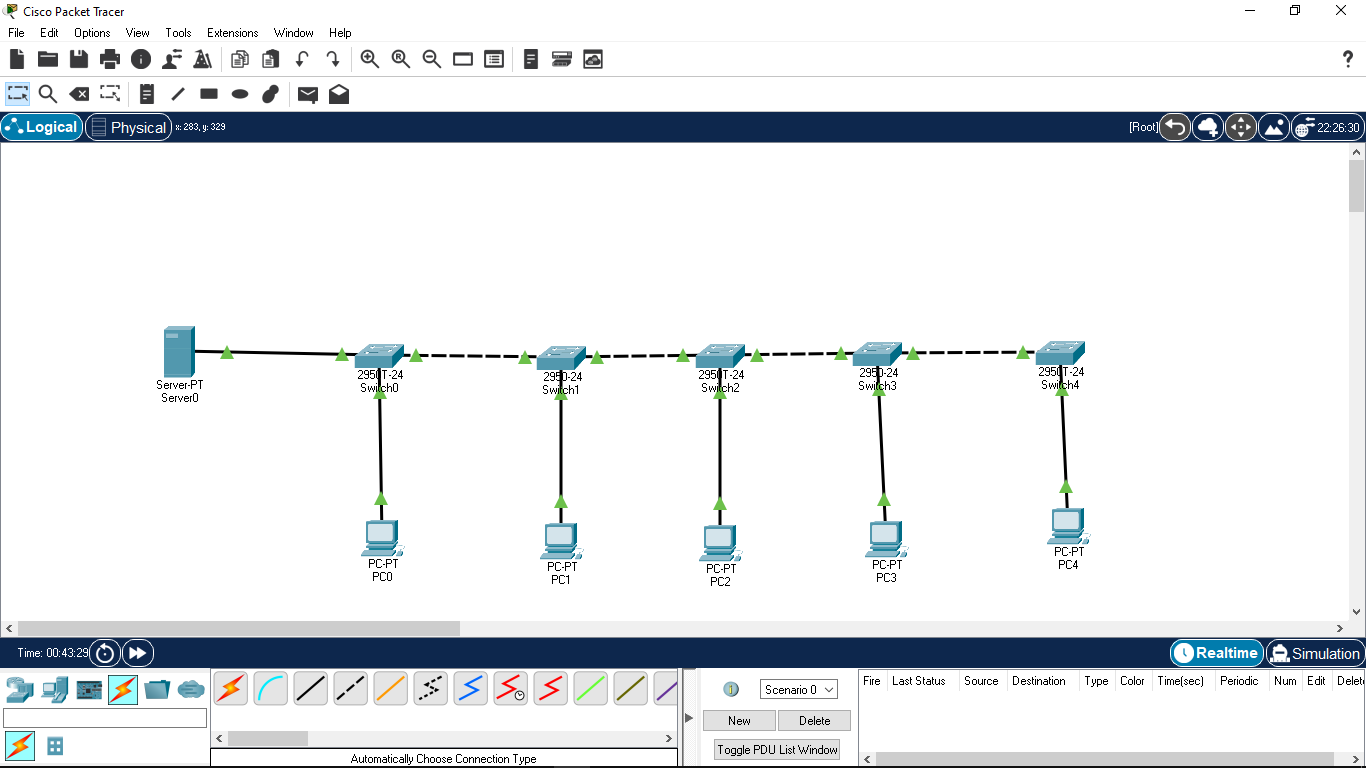 Cisco Packet Tracer
File Edit Options View Tools Extensions Window Help
Logical Physical x: 283, y: 329 [Root] 22:26:30
Server-PT
Server0
2950T-24
Switch0
2950-24
Switch1
2950T-24
Switch2
2950-24
Switch3
2950T-24
Switch4
PC-PT
PC0
PC-PT
PC1
PC-PT
PC2
PC-PT
PC3
PC-PT
PC4
Time: 00:43:29 Realtime Simulation
Scenario 0
New Delete
Toggle PDU List Window
Fire Last Status Source Destination Type Color Time(sec) Periodic Num Edit Delet
Automatically Choose Connection Type